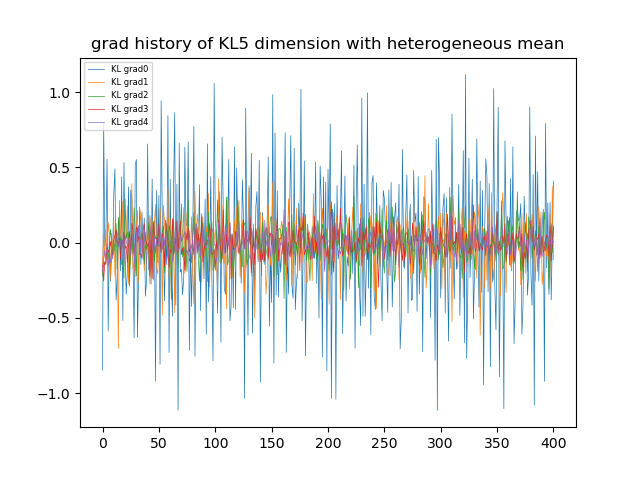 grad history of KL5 dimension with heterogeneous mean
KL grad0
KL grad1
KL grad2
KL grad3
KL grad4
1.0
0.5
0.0
−0.5
−1.0
0 50 100 150 200 250 300 350 400